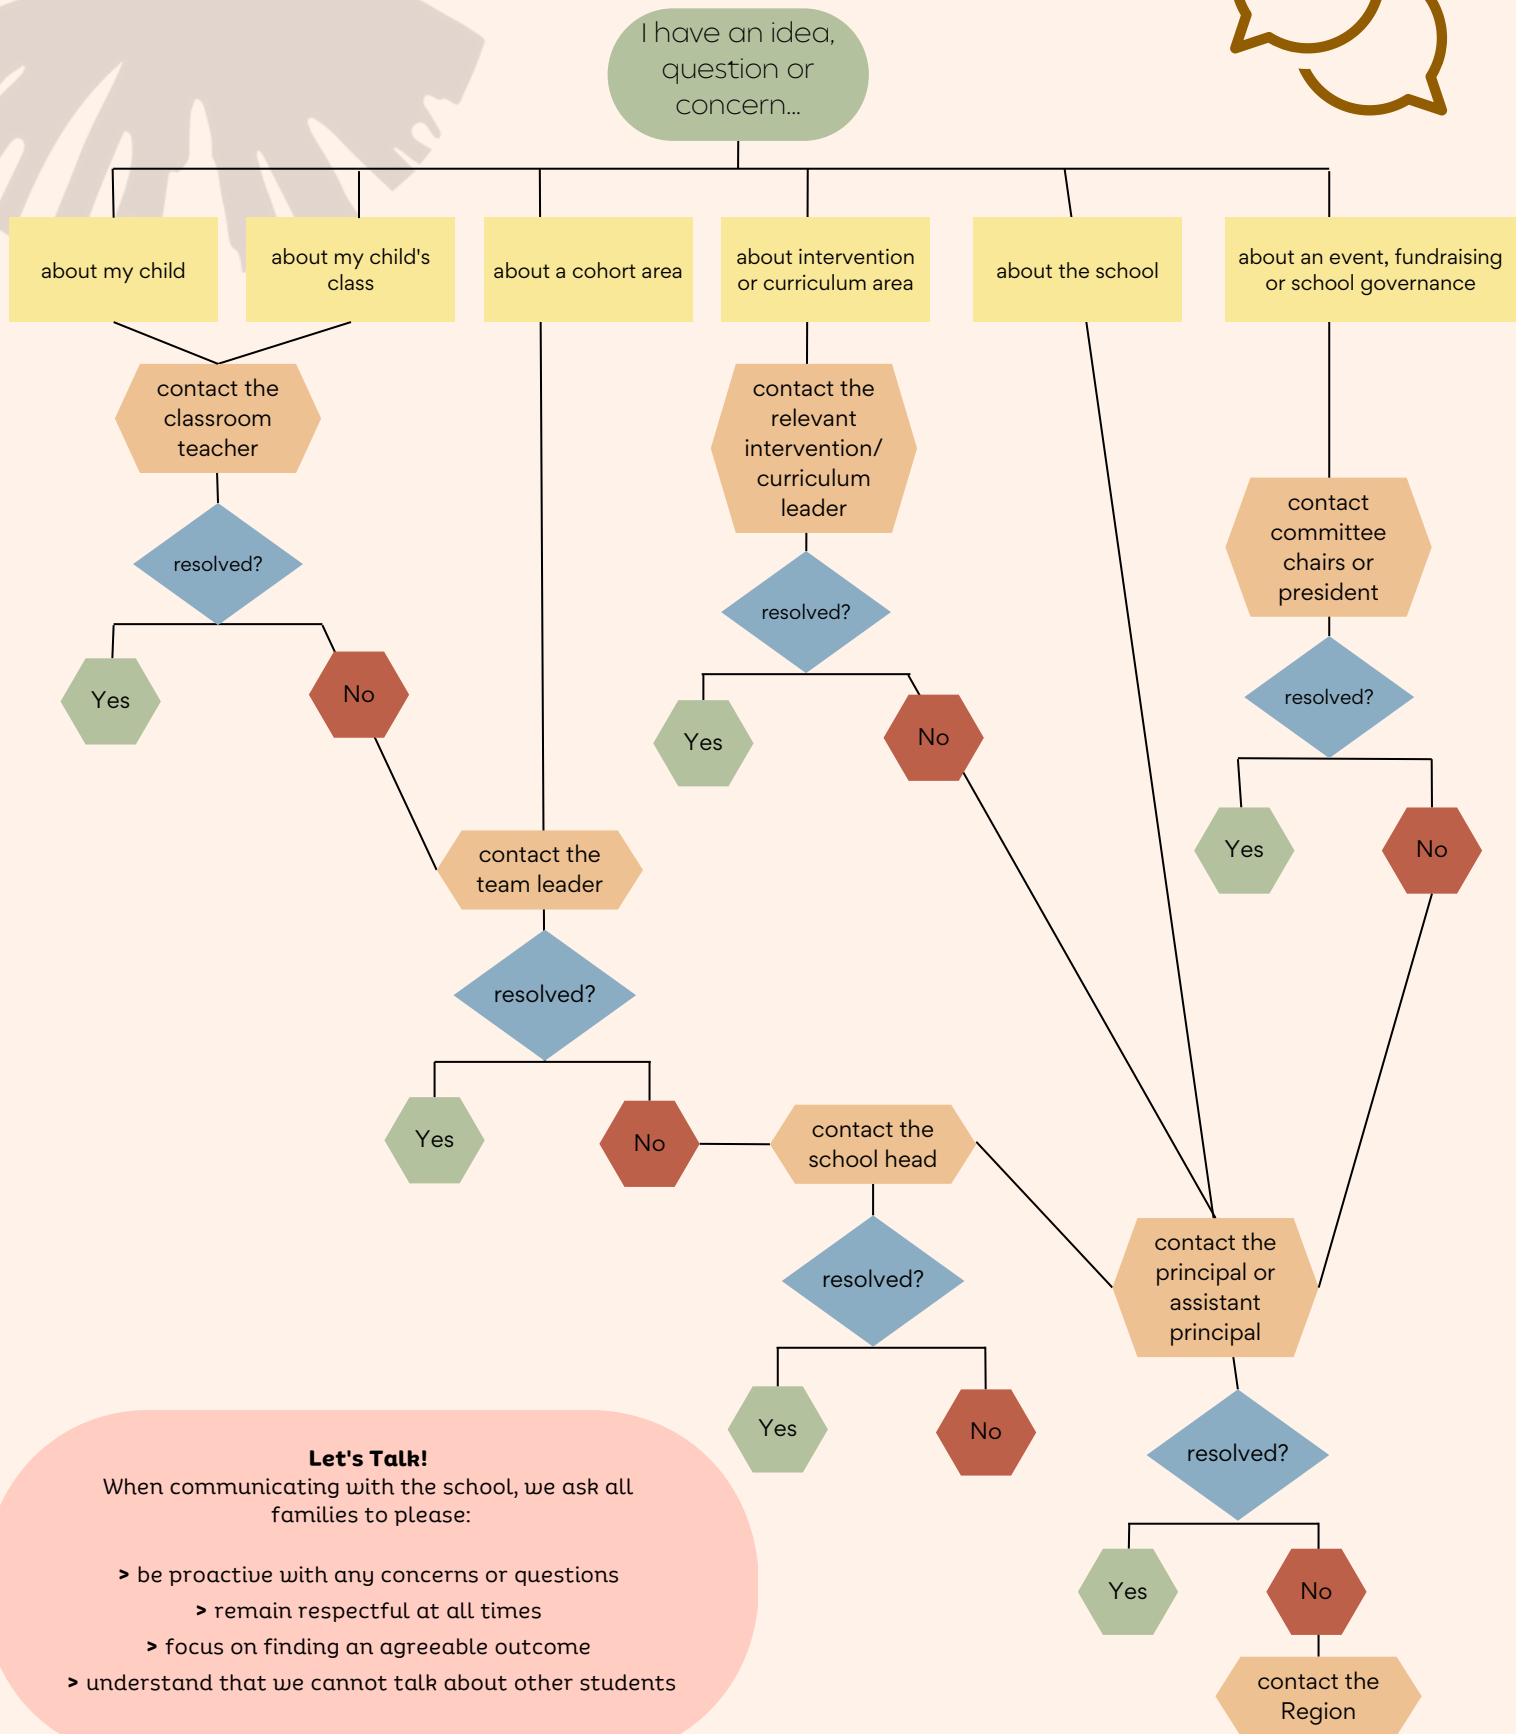 I have an idea,
question or
concern...
about my child
about my child's
class
about a cohort area
about intervention
or curriculum area
about the school
about an event, fundraising
or school governance
contact the
classroom
teacher
resolved?
Yes
No
contact the
relevant
intervention/
curriculum
leader
resolved?
Yes
No
contact
committee
chairs or
president
resolved?
Yes
No
contact the
team leader
resolved?
Yes
No
contact the
school head
resolved?
Yes
No
contact the
principal or
assistant
principal
resolved?
Yes
No
contact the
Region
Let's Talk!
When communicating with the school, we ask all
families to please:
> be proactive with any concerns or questions
> remain respectful at all times
> focus on finding an agreeable outcome
> understand that we cannot talk about other students